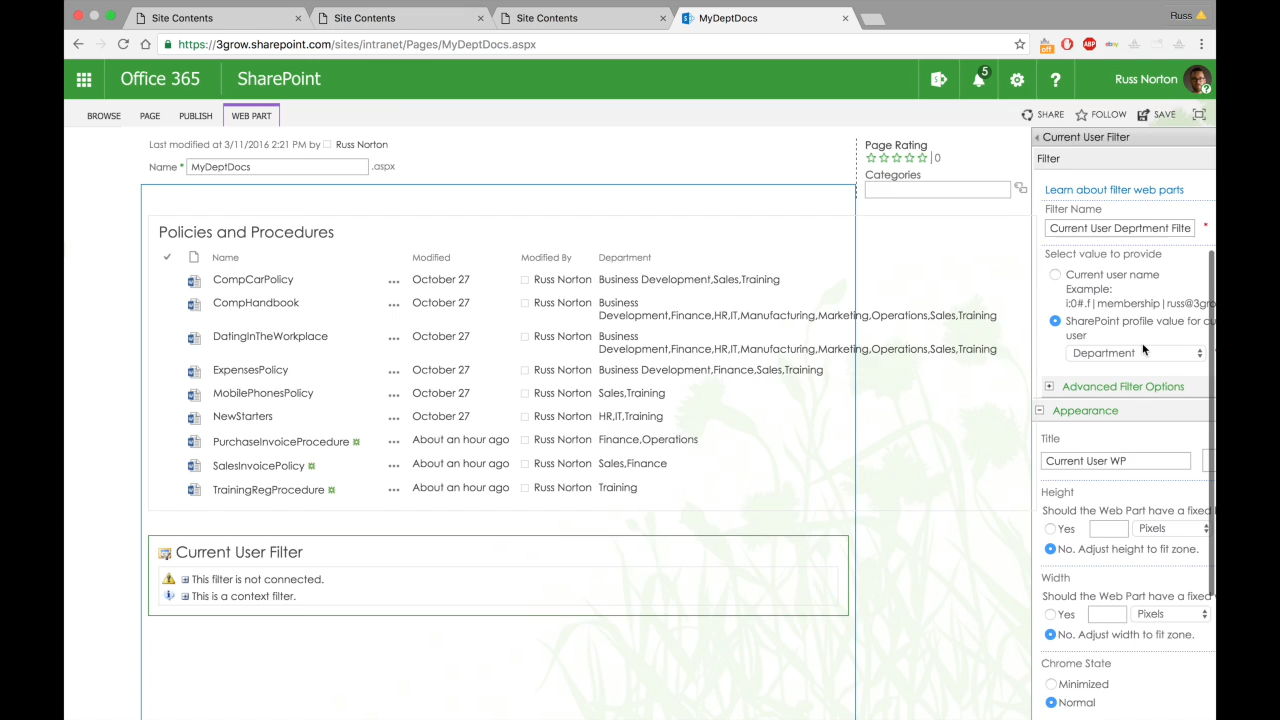 Site Contents
Site Contents
Site Contents
MyDeptDocs
Russ
https://3grow.sharepoint.com/sites/intranet/Pages/MyDeptDocs.aspx
off
ABP
ebay
Office 365
SharePoint
5
?
Russ Norton
?
BROWSE
PAGE
PUBLISH
WEB PART
SHARE
FOLLOW
SAVE
Last modified at 3/11/2016 2:21 PM by Russ Norton
Name * MyDeptDocs .aspx
Page Rating
0
Categories
Policies and Procedures
Name Modified Modified By Department
CompCarPolicy ... October 27 Russ Norton Business Development,Sales,Training
CompHandbook ... October 27 Russ Norton Business
Development,Finance,HR,IT,Manufacturing,Marketing,Operations,Sales,Training
DatingInTheWorkplace ... October 27 Russ Norton Business
Development,Finance,HR,IT,Manufacturing,Marketing,Operations,Sales,Training
ExpensesPolicy ... October 27 Russ Norton Business Development,Finance,Sales,Training
MobilePhonesPolicy ... October 27 Russ Norton Sales,Training
NewStarters ... October 27 Russ Norton HR,IT,Training
PurchaseInvoiceProcedure ... About an hour ago Russ Norton Finance,Operations
SalesInvoicePolicy ... About an hour ago Russ Norton Sales,Finance
TrainingRegProcedure ... About an hour ago Russ Norton Training
Current User Filter
This filter is not connected.
This is a context filter.
Current User Filter
Filter
Learn about filter web parts
Filter Name
Current User Deprtment Filte *
Select value to provide
Current user name
Example:
i:0#.f|membership|russ@3gro
SharePoint profile value for cu
user
Department
Advanced Filter Options
Appearance
Title
Current User WP
Height
Should the Web Part have a fixed
Yes Pixels
No. Adjust height to fit zone.
Width
Should the Web Part have a fixed
Yes Pixels
No. Adjust width to fit zone.
Chrome State
Minimized
Normal